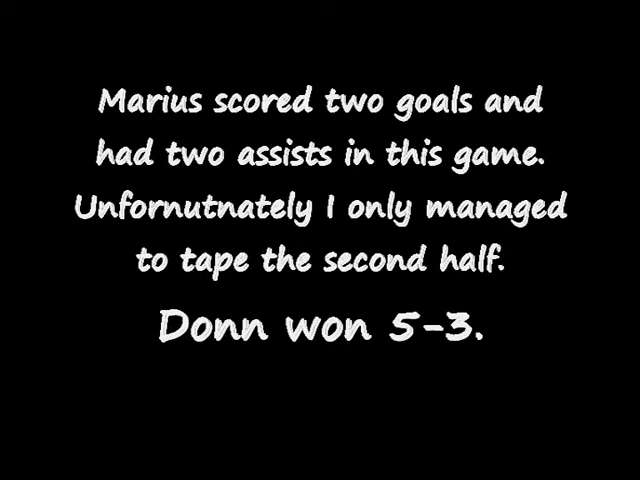 Marius scored two goals and
had two assists in this game.
Unfornutnately I only managed
to tape the second half.
Donn won 5-3.